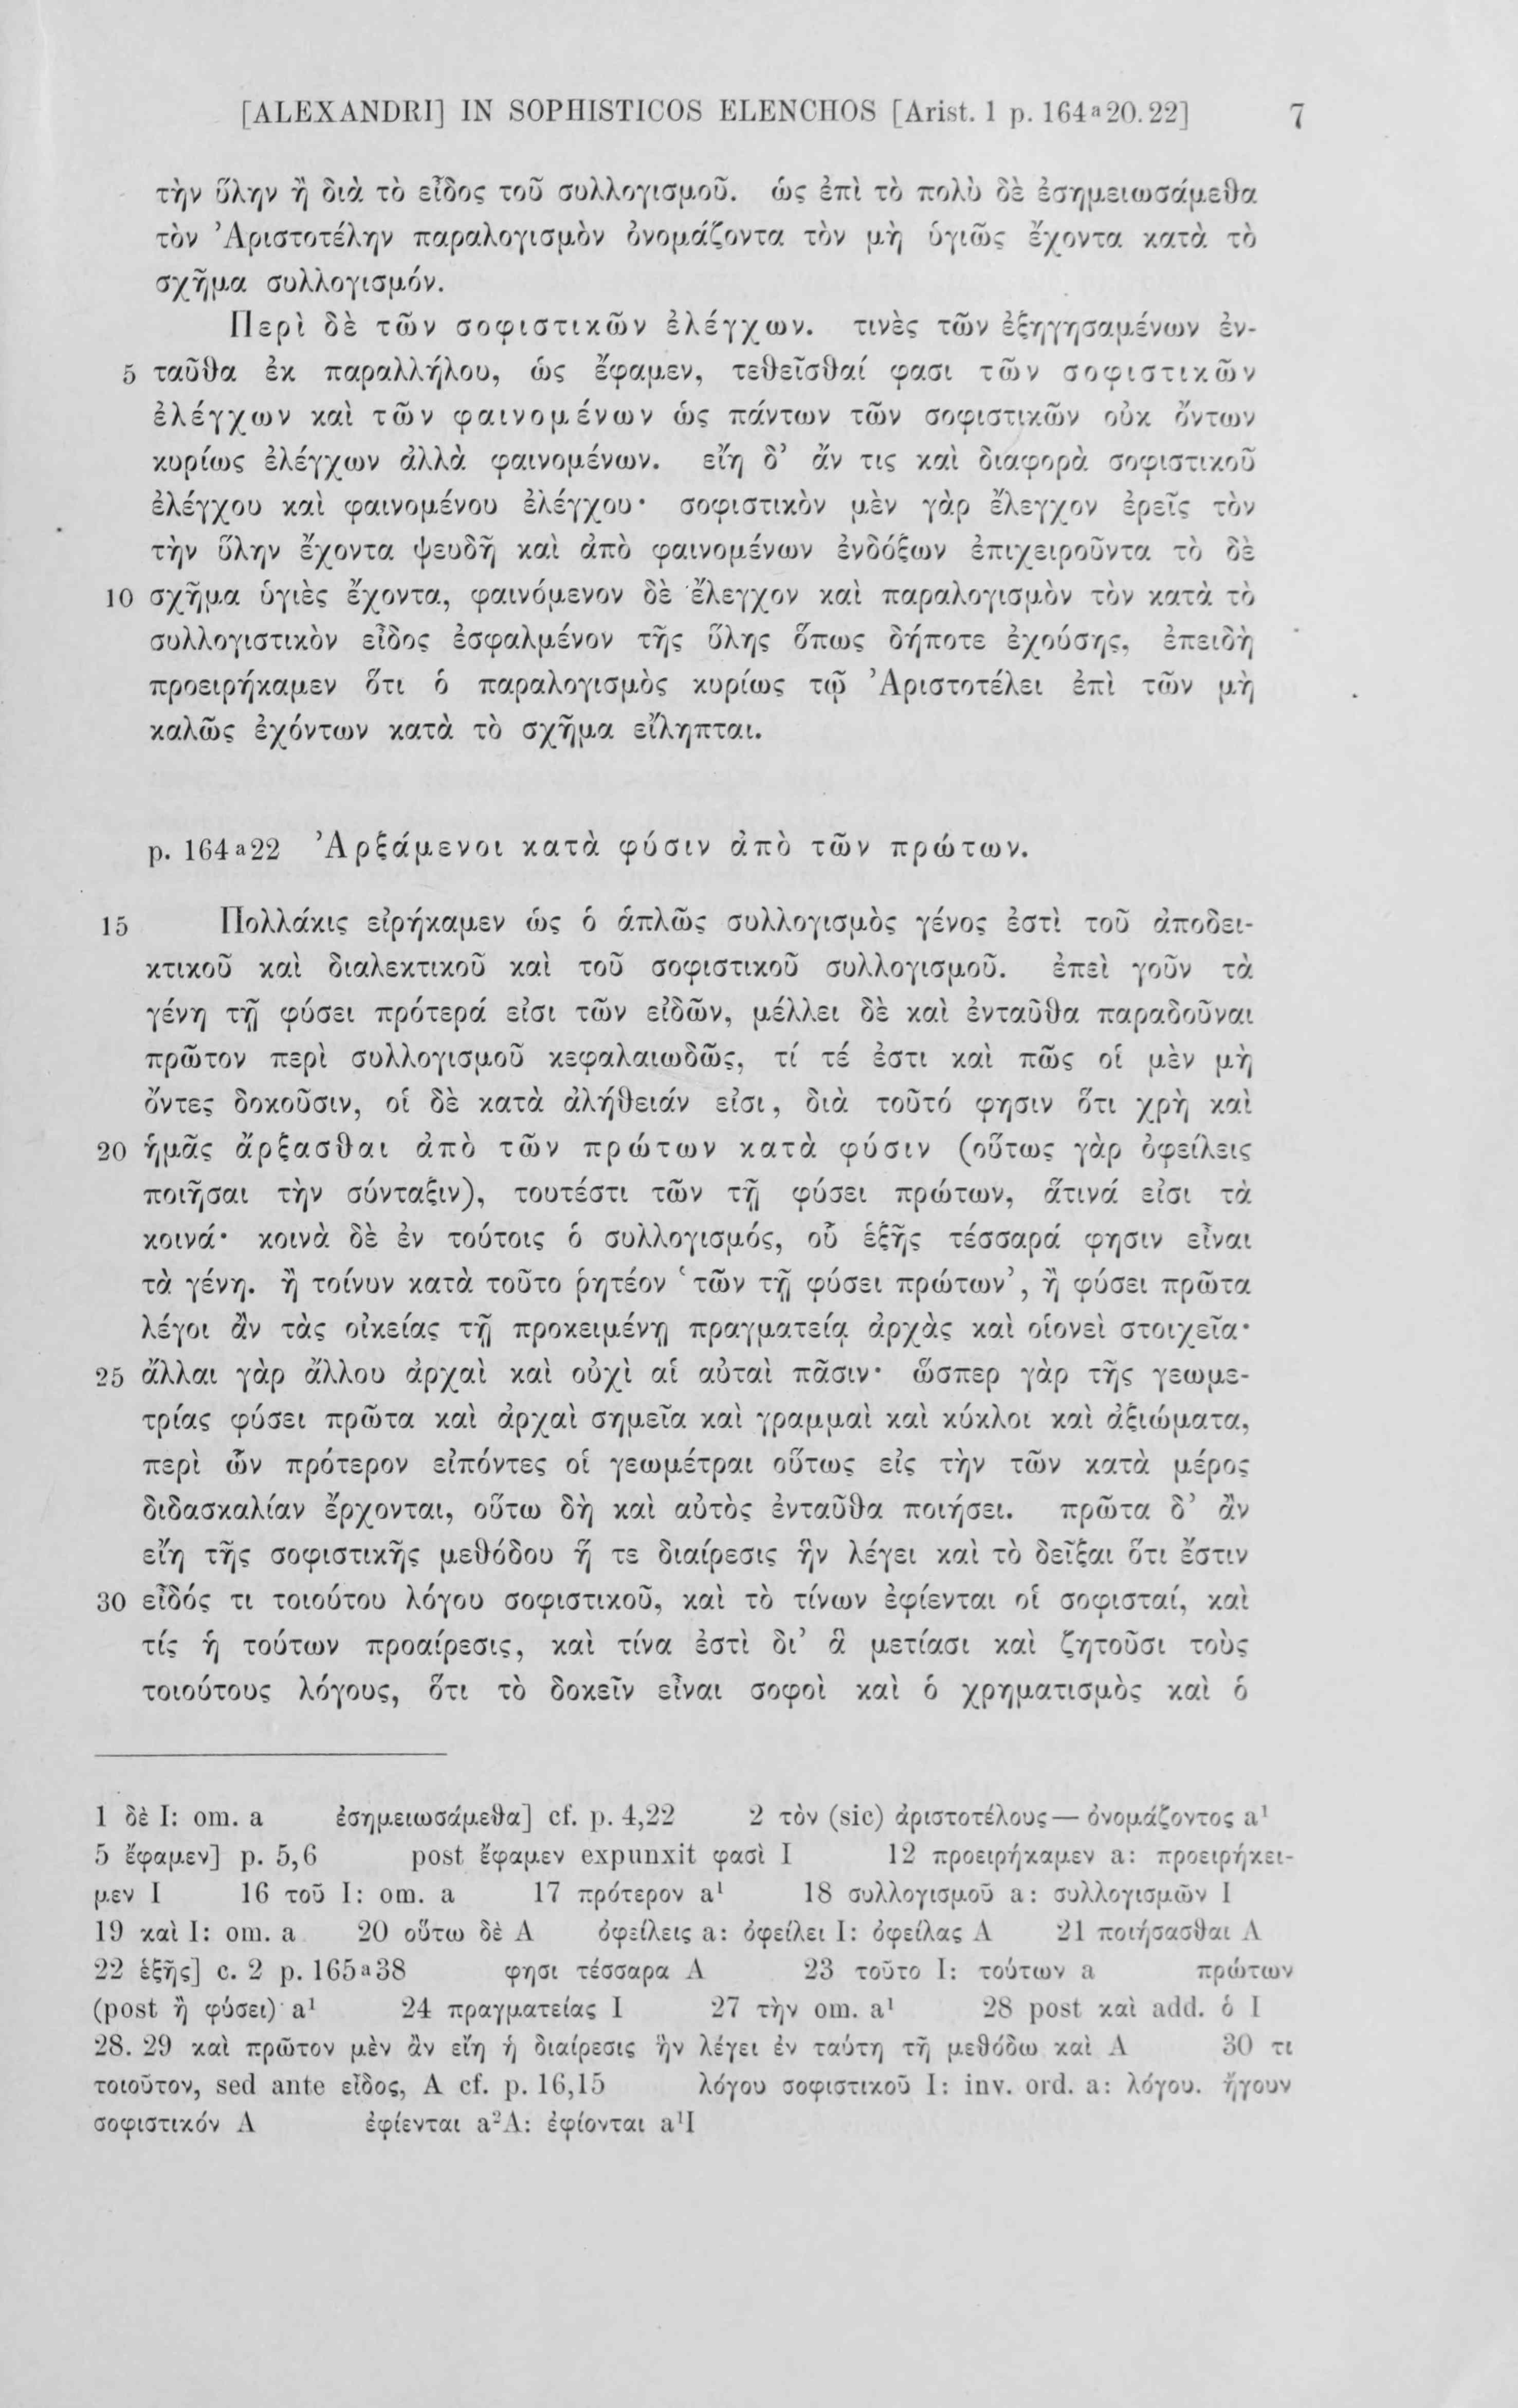 [ALEXANDRI] IN SOPHISTICOS ELENCHOS [Arist. 1 p. 164ᵃ20.22] 7
τὴν ὕλην ἢ διὰ τὸ εἶδος τοῦ συλλογισμοῦ. ὡς ἐπὶ τὸ πολὺ δὲ ἐσημειωσάμεθα
τὸν Ἀριστοτέλην παραλογισμὸν ὀνομάζοντα τὸν μὴ ὑγιῶς ἔχοντα κατὰ τὸ
σχῆμα συλλογισμόν.
Περὶ δὲ τῶν σοφιστικῶν ἐλέγχων. τινὲς τῶν ἐξηγησαμένων ἐν-
5 ταῦθα ἐκ παραλλήλου, ὡς ἔφαμεν, τεθεῖσθαί φασι τῶν σοφιστικῶν
ἐλέγχων καὶ τῶν φαινομένων ὡς πάντων τῶν σοφιστικῶν οὐκ ὄντων
κυρίως ἐλέγχων ἀλλὰ φαινομένων. εἴη δ’ ἄν τις καὶ διαφορὰ σοφιστικοῦ
ἐλέγχου καὶ φαινομένου ἐλέγχου· σοφιστικὸν μὲν γὰρ ἔλεγχον ἐρεῖς τὸν
τὴν ὕλην ἔχοντα ψευδῆ καὶ ἀπὸ φαινομένων ἐνδόξων ἐπιχειροῦντα τὸ δὲ
10 σχῆμα ὑγιὲς ἔχοντα, φαινόμενον δὲ ἔλεγχον καὶ παραλογισμὸν τὸν κατὰ τὸ
συλλογιστικὸν εἶδος ἐσφαλμένον τῆς ὕλης ὅπως δήποτε ἐχούσης, ἐπειδὴ
προειρήκαμεν ὅτι ὁ παραλογισμὸς κυρίως τῷ Ἀριστοτέλει ἐπὶ τῶν μὴ
καλῶς ἐχόντων κατὰ τὸ σχῆμα εἴληπται.
p. 164ᵃ22 Ἀρξάμενοι κατὰ φύσιν ἀπὸ τῶν πρώτων.
15 Πολλάκις εἰρήκαμεν ὡς ὁ ἁπλῶς συλλογισμὸς γένος ἐστὶ τοῦ ἀποδει-
κτικοῦ καὶ διαλεκτικοῦ καὶ τοῦ σοφιστικοῦ συλλογισμοῦ. ἐπεὶ γοῦν τὰ
γένη τῇ φύσει πρότερά εἰσι τῶν εἰδῶν, μέλλει δὲ καὶ ἐνταῦθα παραδοῦναι
πρῶτον περὶ συλλογισμοῦ κεφαλαιωδῶς, τί τέ ἐστι καὶ πῶς οἱ μὲν μὴ
ὄντες δοκοῦσιν, οἱ δὲ κατὰ ἀλήθειάν εἰσι, διὰ τοῦτό φησιν ὅτι χρὴ καὶ
20 ἡμᾶς ἄρξασθαι ἀπὸ τῶν πρώτων κατὰ φύσιν (οὕτως γὰρ ὀφείλεις
ποιῆσαι τὴν σύνταξιν), τουτέστι τῶν τῇ φύσει πρώτων, ἅτινά εἰσι τὰ
κοινά· κοινὰ δὲ ἐν τούτοις ὁ συλλογισμός, οὗ ἑξῆς τέσσαρά φησιν εἶναι
τὰ γένη. ἢ τοίνυν κατὰ τοῦτο ῥητέον ‘τῶν τῇ φύσει πρώτων’, ἢ φύσει πρῶτα
λέγοι ἂν τὰς οἰκείας τῇ προκειμένῃ πραγματείᾳ ἀρχὰς καὶ οἱονεὶ στοιχεῖα·
25 ἄλλαι γὰρ ἄλλου ἀρχαὶ καὶ οὐχὶ αἱ αὐταὶ πᾶσιν· ὥσπερ γὰρ τῆς γεωμε-
τρίας φύσει πρῶτα καὶ ἀρχαὶ σημεῖα καὶ γραμμαὶ καὶ κύκλοι καὶ ἀξιώματα,
περὶ ὧν πρότερον εἰπόντες οἱ γεωμέτραι οὕτως εἰς τὴν τῶν κατὰ μέρος
διδασκαλίαν ἔρχονται, οὕτω δὴ καὶ αὐτὸς ἐνταῦθα ποιήσει. πρῶτα δ’ ἂν
εἴη τῆς σοφιστικῆς μεθόδου ἥ τε διαίρεσις ἣν λέγει καὶ τὸ δεῖξαι ὅτι ἔστιν
30 εἶδός τι τοιούτου λόγου σοφιστικοῦ, καὶ τὸ τίνων ἐφίενται οἱ σοφισταί, καὶ
τίς ἡ τούτων προαίρεσις, καὶ τίνα ἐστὶ δι’ ἃ μετίασι καὶ ζητοῦσι τοὺς
τοιούτους λόγους, ὅτι τὸ δοκεῖν εἶναι σοφοὶ καὶ ὁ χρηματισμὸς καὶ ὁ
1 δὲ I: om. a ἐσημειωσάμεθα] cf. p. 4,22 2 τὸν (sic) ἀριστοτέλους — ὀνομάζοντος a¹
5 ἔφαμεν] p. 5,6 post ἔφαμεν expunxit φασὶ I 12 προειρήκαμεν a: προειρήκει-
μεν I 16 τοῦ I: om. a 17 πρότερον a¹ 18 συλλογισμοῦ a: συλλογισμῶν I
19 καὶ I: om. a 20 οὕτω δὲ A ὀφείλεις a: ὀφείλει I: ὀφείλας A 21 ποιήσασθαι A
22 ἑξῆς] c. 2 p. 165ᵃ38 φησι τέσσαρα A 23 τοῦτο I: τούτων a πρώτων
(post ἢ φύσει) a¹ 24 πραγματείας I 27 τὴν om. a¹ 28 post καὶ add. ὁ I
28. 29 καὶ πρῶτον μὲν ἂν εἴη ἡ διαίρεσις ἣν λέγει ἐν ταύτη τῆ μεθόδω καὶ A 30 τι
τοιοῦτον, sed ante εἶδος, A cf. p. 16,15 λόγου σοφιστικοῦ I: inv. ord. a: λόγου. ἤγουν
σοφιστικόν A ἐφίενται a²A: ἐφίονται a¹I